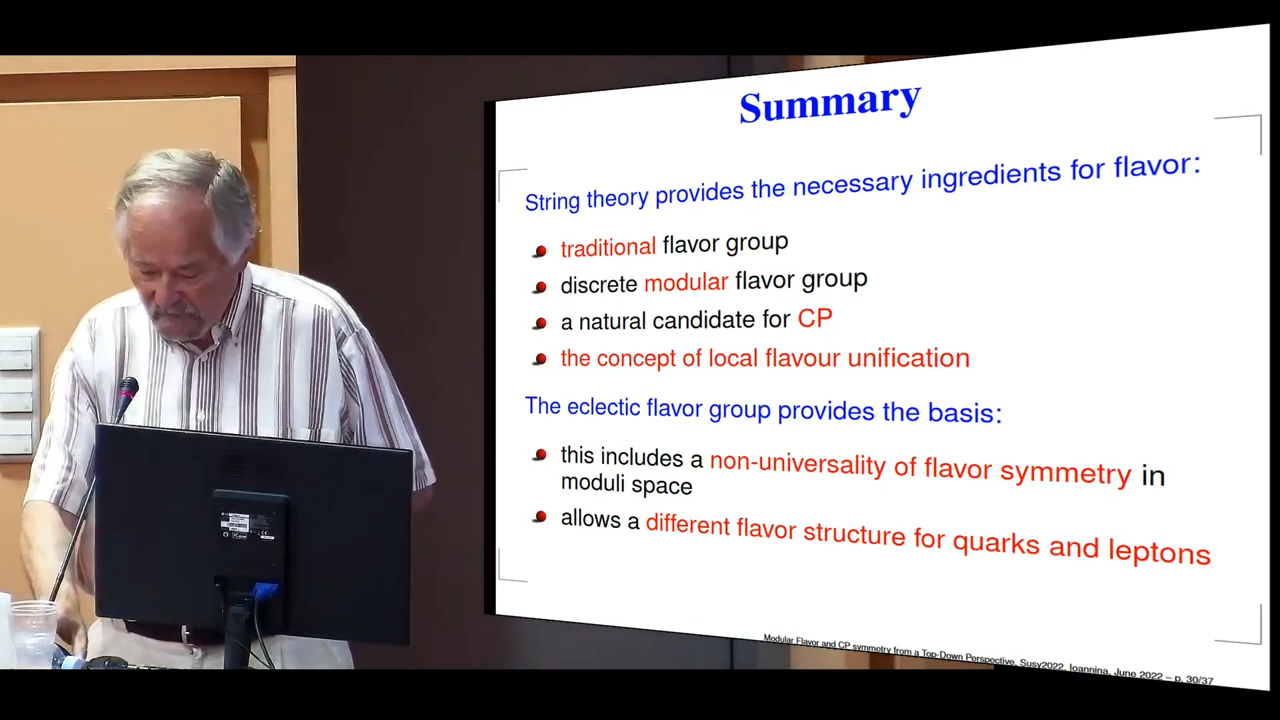 Summary
String theory provides the necessary ingredients for flavor:
traditional flavor group
discrete modular flavor group
a natural candidate for CP
the concept of local flavour unification
The eclectic flavor group provides the basis:
this includes a non-universality of flavor symmetry in
moduli space
allows a different flavor structure for quarks and leptons
Modular Flavor and CP symmetry from a Top-Down Perspective, Susy2022, Ioannina, June 2022 – p. 30/37